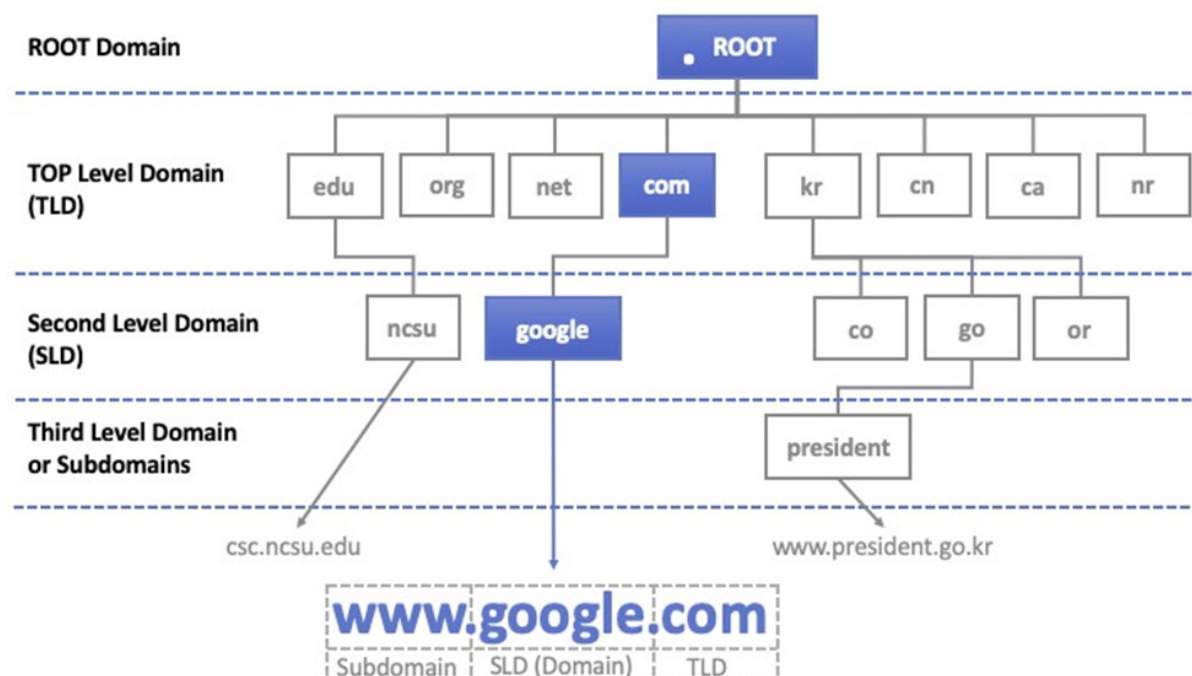 ROOT Domain
. ROOT
TOP Level Domain
(TLD)
edu
org
net
com
kr
cn
ca
nr
Second Level Domain
(SLD)
ncsu
google
co
go
or
Third Level Domain
or Subdomains
president
csc.ncsu.edu
www.president.go.kr
www.google.com
Subdomain
SLD (Domain)
TLD